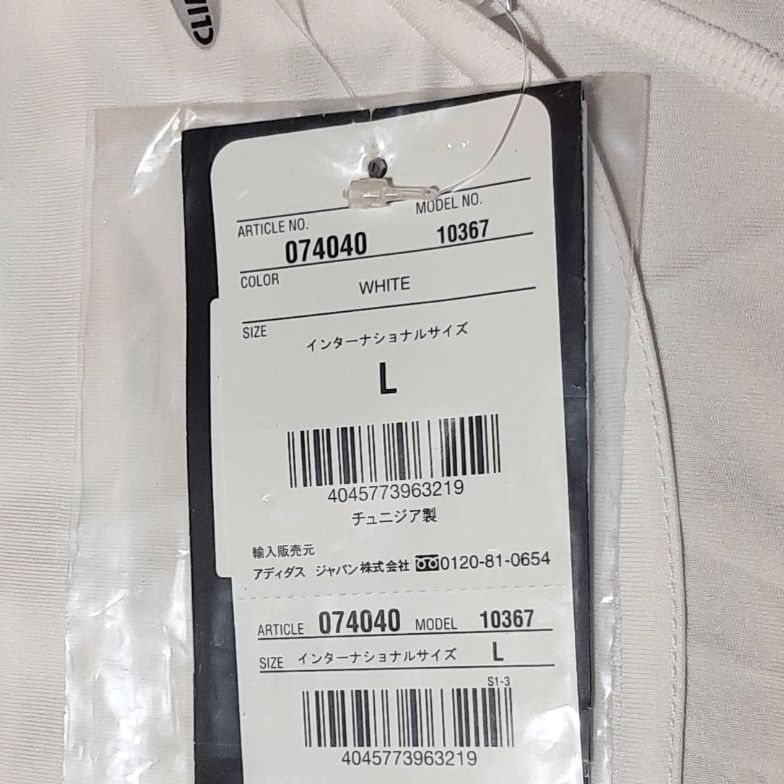 CLI
ARTICLE NO. MODEL NO.
074040 10367
COLOR
WHITE
SIZE
インターナショナルサイズ
L
4045773963219
チュニジア製
輸入販売元
アディダス ジャパン株式会社 0120-81-0654
ARTICLE 074040 MODEL 10367
SIZE インターナショナルサイズ L
S1-3
4045773963219